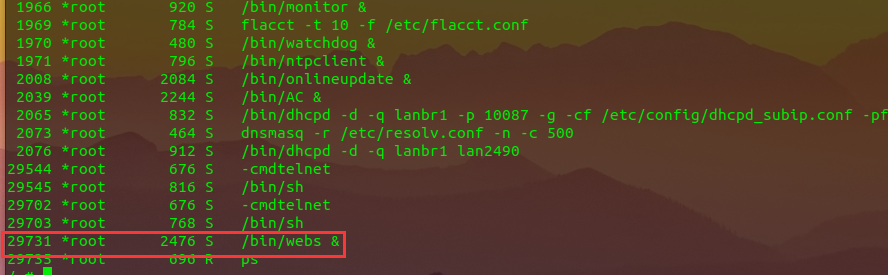 1966 *root 920 S /bin/monitor &
1969 *root 784 S flacct -t 10 -f /etc/flacct.conf
1970 *root 480 S /bin/watchdog &
1971 *root 796 S /bin/ntpclient &
2008 *root 2084 S /bin/onlineupdate &
2039 *root 2244 S /bin/AC &
2065 *root 832 S /bin/dhcpd -d -q lanbr1 -p 10087 -g -cf /etc/config/dhcpd_subip.conf -pf
2073 *root 464 S dnsmasq -r /etc/resolv.conf -n -c 500
2076 *root 912 S /bin/dhcpd -d -q lanbr1 lan2490
29544 *root 676 S -cmdtelnet
29545 *root 816 S /bin/sh
29702 *root 676 S -cmdtelnet
29703 *root 768 S /bin/sh
29731 *root 2476 S /bin/webs &
29735 *root 696 R ps
/ #